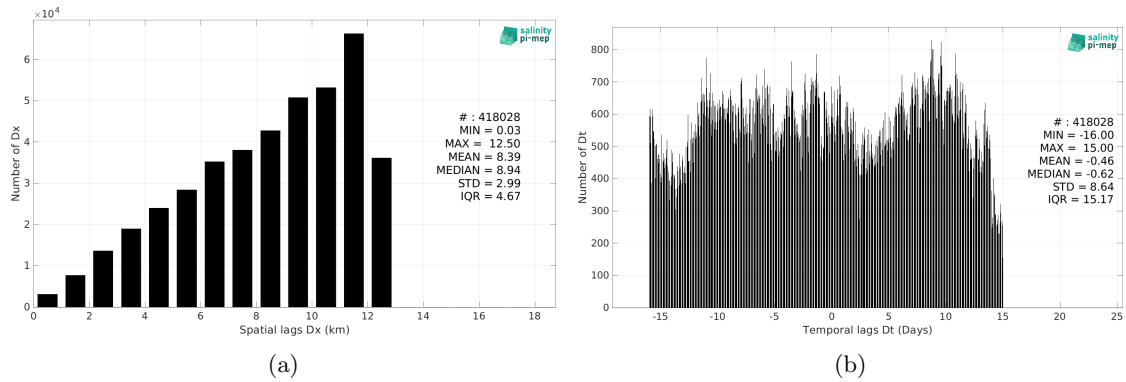 ×10⁴
6
5
4
3
2
1
0
Number of Dx
0 2 4 6 8 10 12 14 16 18
Spatial lags Dx (km)
salinity
pi-mep
# : 418028
MIN = 0.03
MAX = 12.50
MEAN = 8.39
MEDIAN = 8.94
STD = 2.99
IQR = 4.67
(a)
800
700
600
500
400
300
200
100
0
Number of Dt
-15 -10 -5 0 5 10 15 20 25
Temporal lags Dt (Days)
salinity
pi-mep
# : 418028
MIN = -16.00
MAX = 15.00
MEAN = -0.46
MEDIAN = -0.62
STD = 8.64
IQR = 15.17
(b)